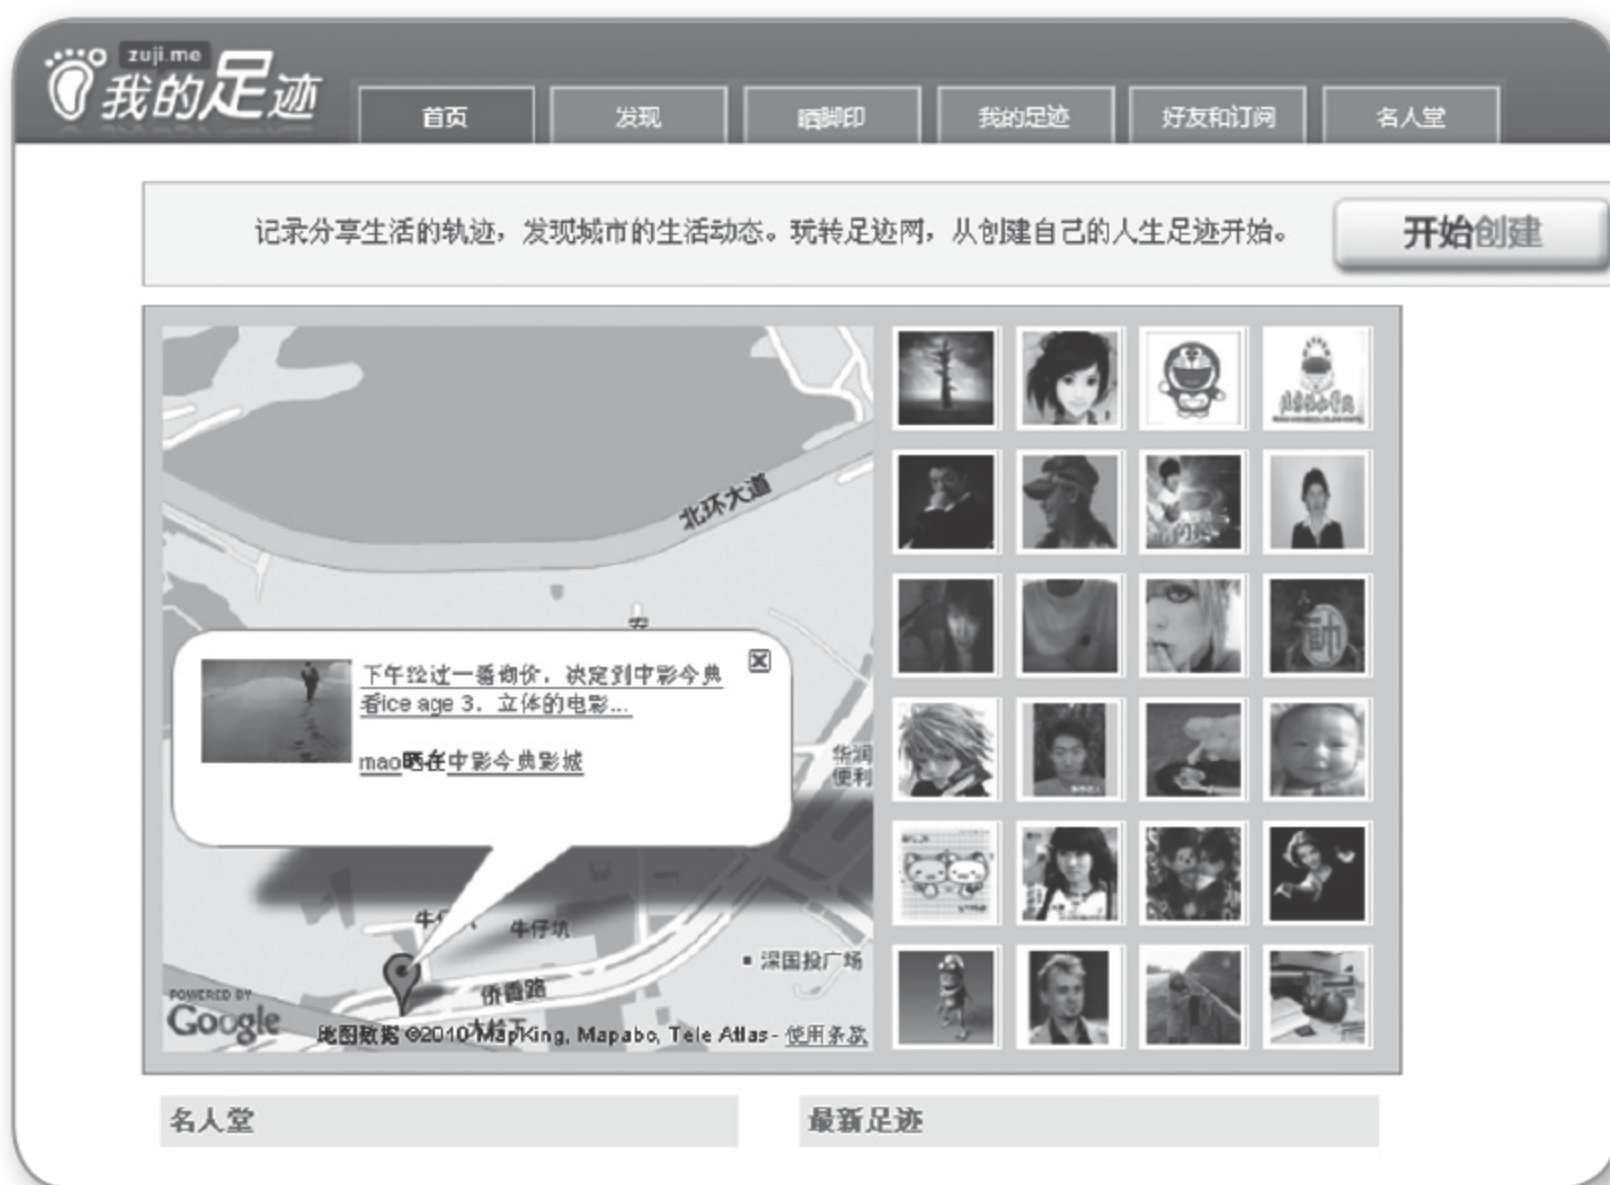 zuji.me
我的足迹
首页
发现
晒脚印
我的足迹
好友和订阅
名人堂
记录分享生活的轨迹，发现城市的生活动态。玩转足迹网，从创建自己的人生足迹开始。
开始创建
北环大道
下午经过一番询价，决定到中影今典
看ice age 3，立体的电影...
mao晒在中影今典影城
华润
便利
牛仔坑
深国投广场
侨香路
POWERED BY
Google
地图数据 ©2010 MapKing, Mapabo, Tele Atlas - 使用条款
名人堂
最新足迹